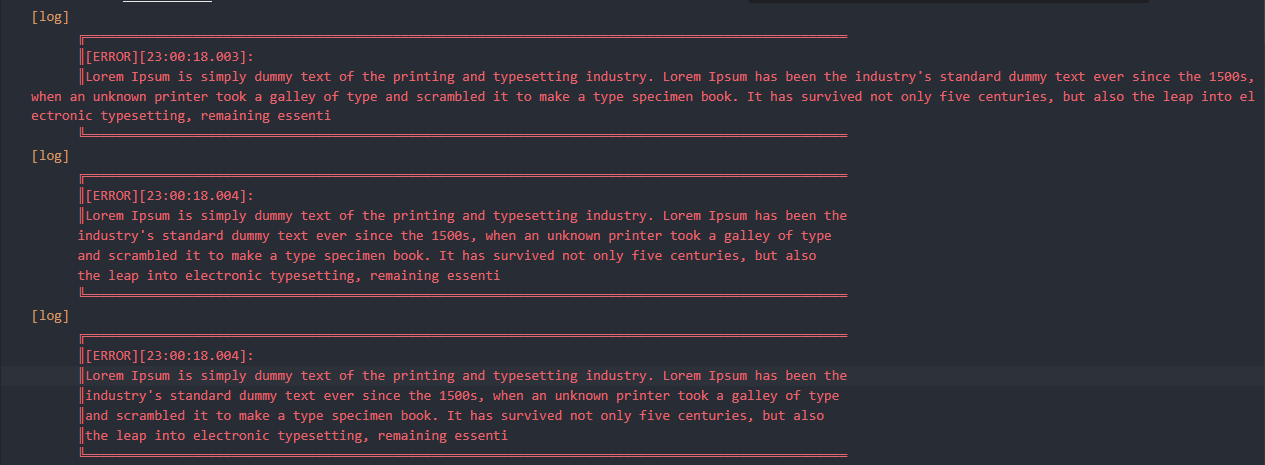 [log]
[ERROR][23:00:18.003]:
Lorem Ipsum is simply dummy text of the printing and typesetting industry. Lorem Ipsum has been the industry's standard dummy text ever since the 1500s,
when an unknown printer took a galley of type and scrambled it to make a type specimen book. It has survived not only five centuries, but also the leap into el
ectronic typesetting, remaining essenti
[log]
[ERROR][23:00:18.004]:
Lorem Ipsum is simply dummy text of the printing and typesetting industry. Lorem Ipsum has been the
industry's standard dummy text ever since the 1500s, when an unknown printer took a galley of type
and scrambled it to make a type specimen book. It has survived not only five centuries, but also
the leap into electronic typesetting, remaining essenti
[log]
[ERROR][23:00:18.004]:
Lorem Ipsum is simply dummy text of the printing and typesetting industry. Lorem Ipsum has been the
industry's standard dummy text ever since the 1500s, when an unknown printer took a galley of type
and scrambled it to make a type specimen book. It has survived not only five centuries, but also
the leap into electronic typesetting, remaining essenti